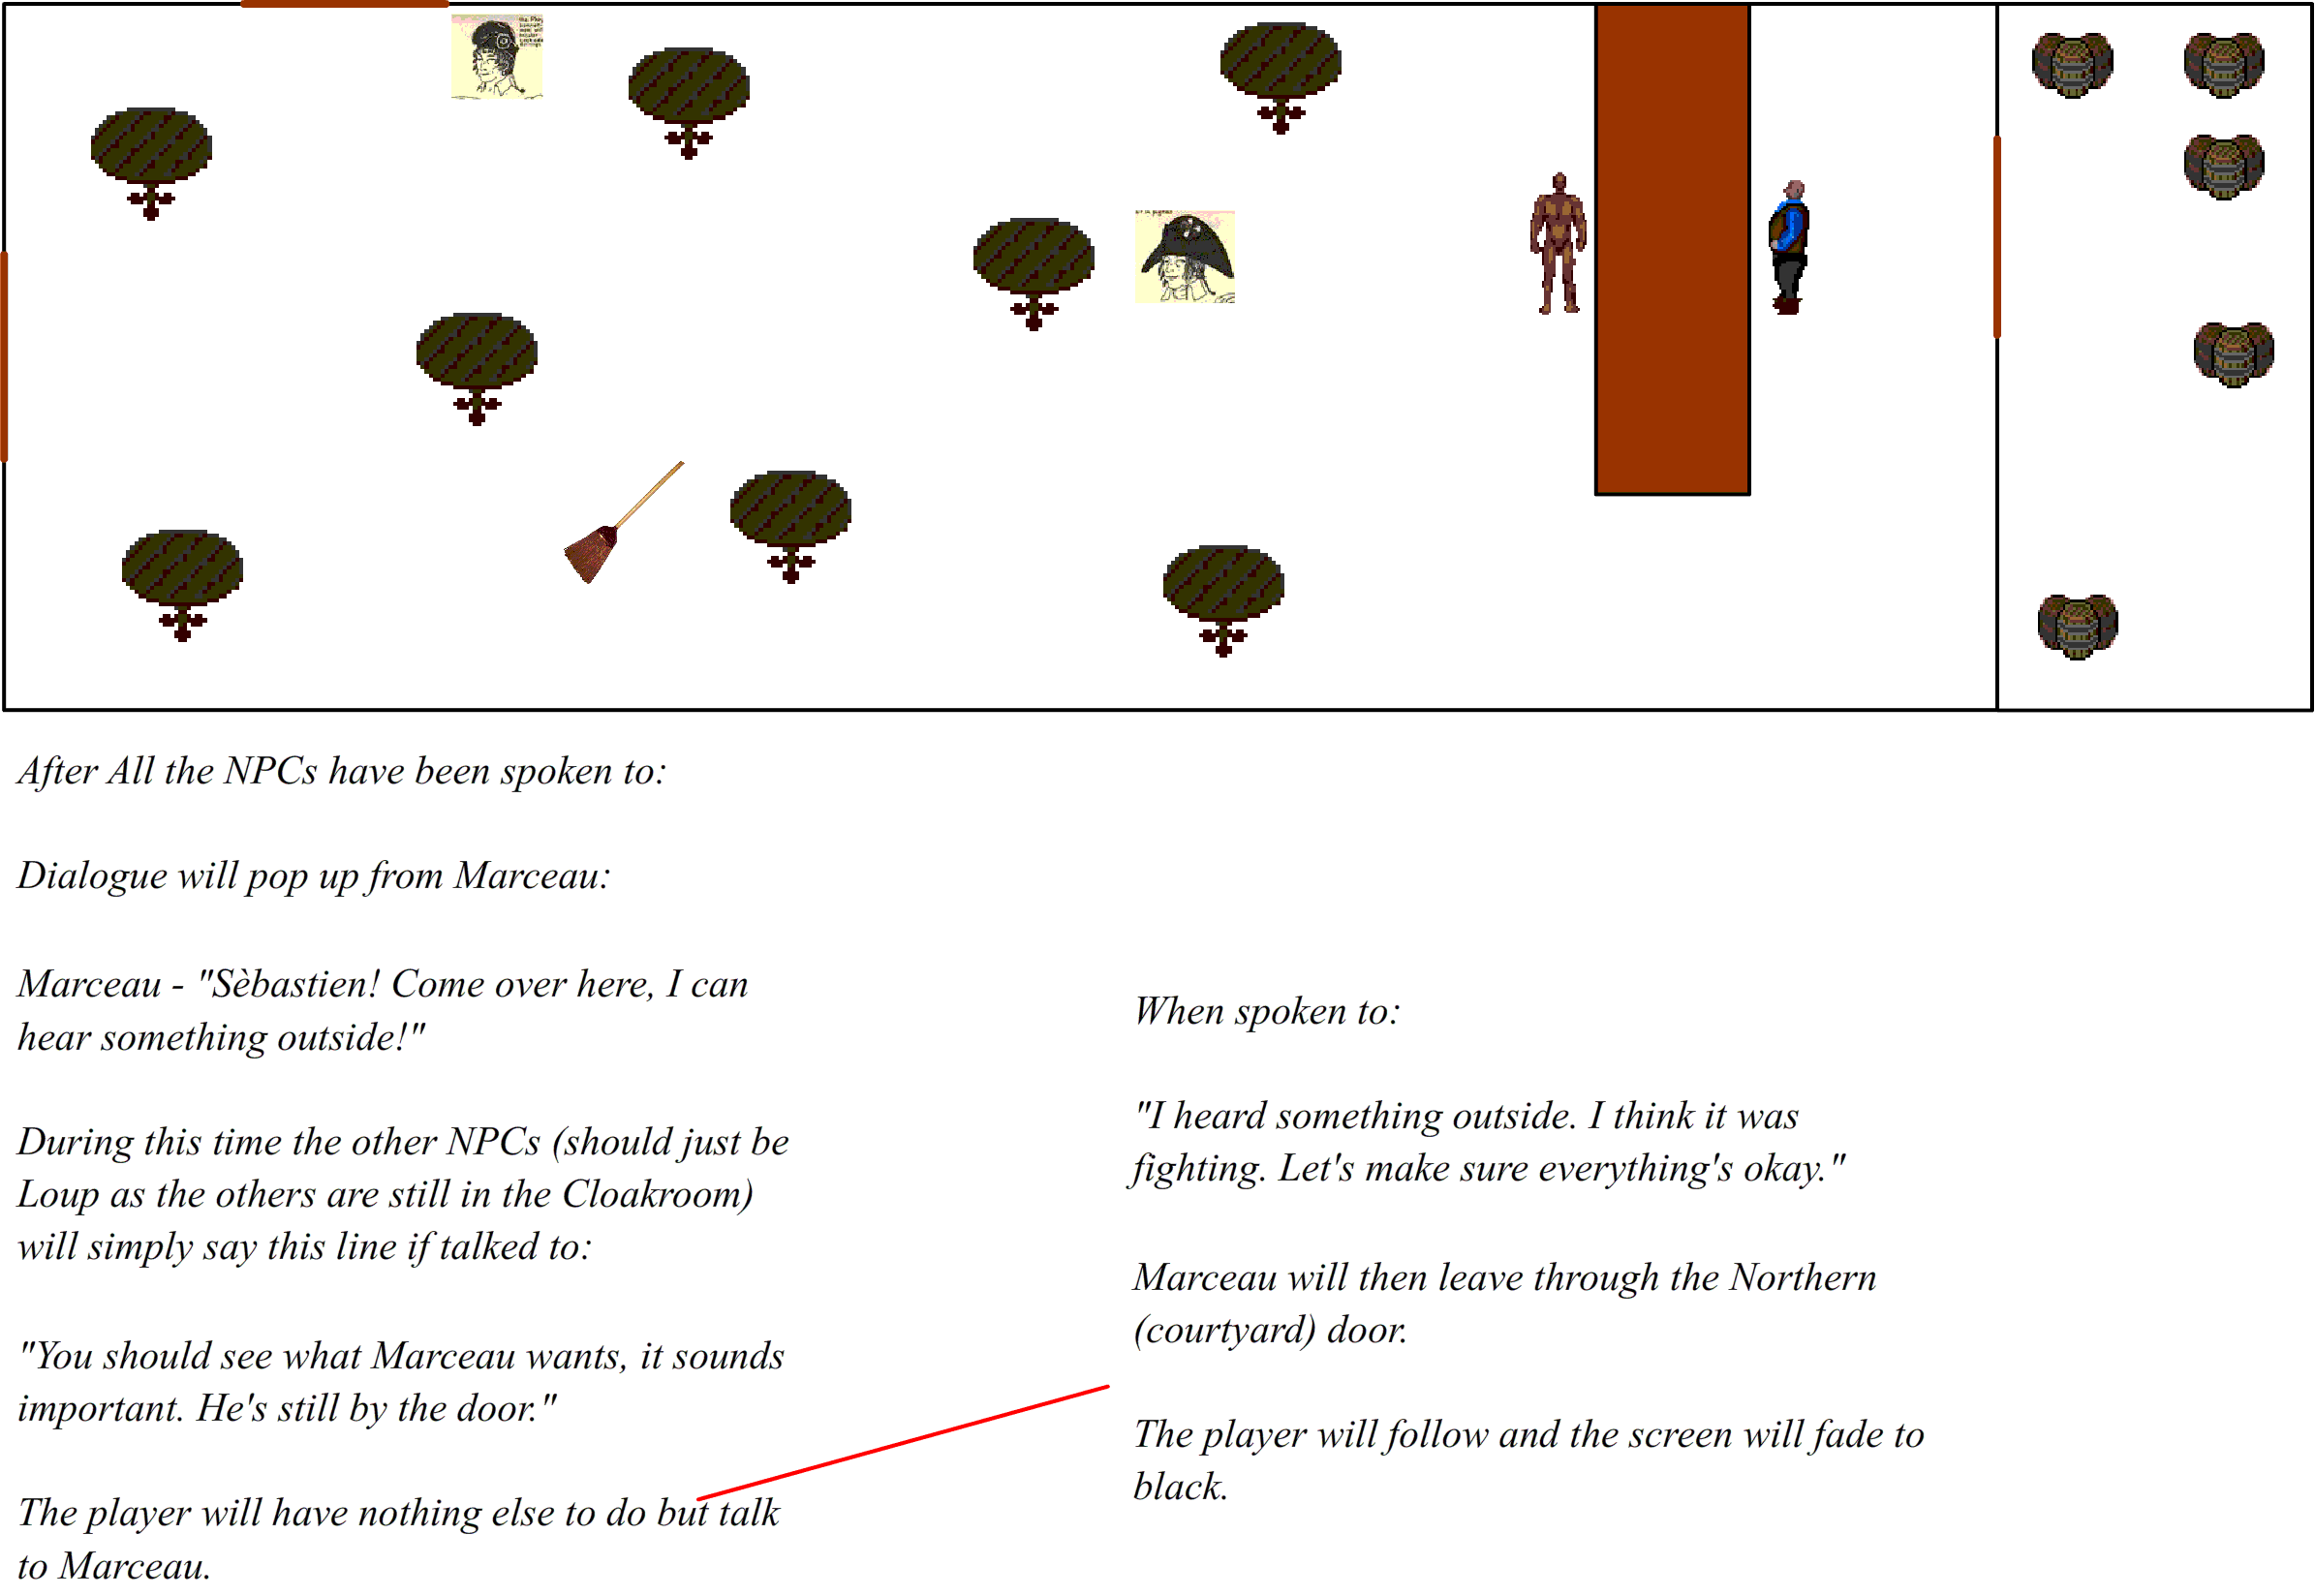 After All the NPCs have been spoken to:
Dialogue will pop up from Marceau:
Marceau - "Sèbastien! Come over here, I can
hear something outside!"
During this time the other NPCs (should just be
Loup as the others are still in the Cloakroom)
will simply say this line if talked to:
"You should see what Marceau wants, it sounds
important. He's still by the door."
The player will have nothing else to do but talk
to Marceau.
When spoken to:
"I heard something outside. I think it was
fighting. Let's make sure everything's okay."
Marceau will then leave through the Northern
(courtyard) door.
The player will follow and the screen will fade to
black.